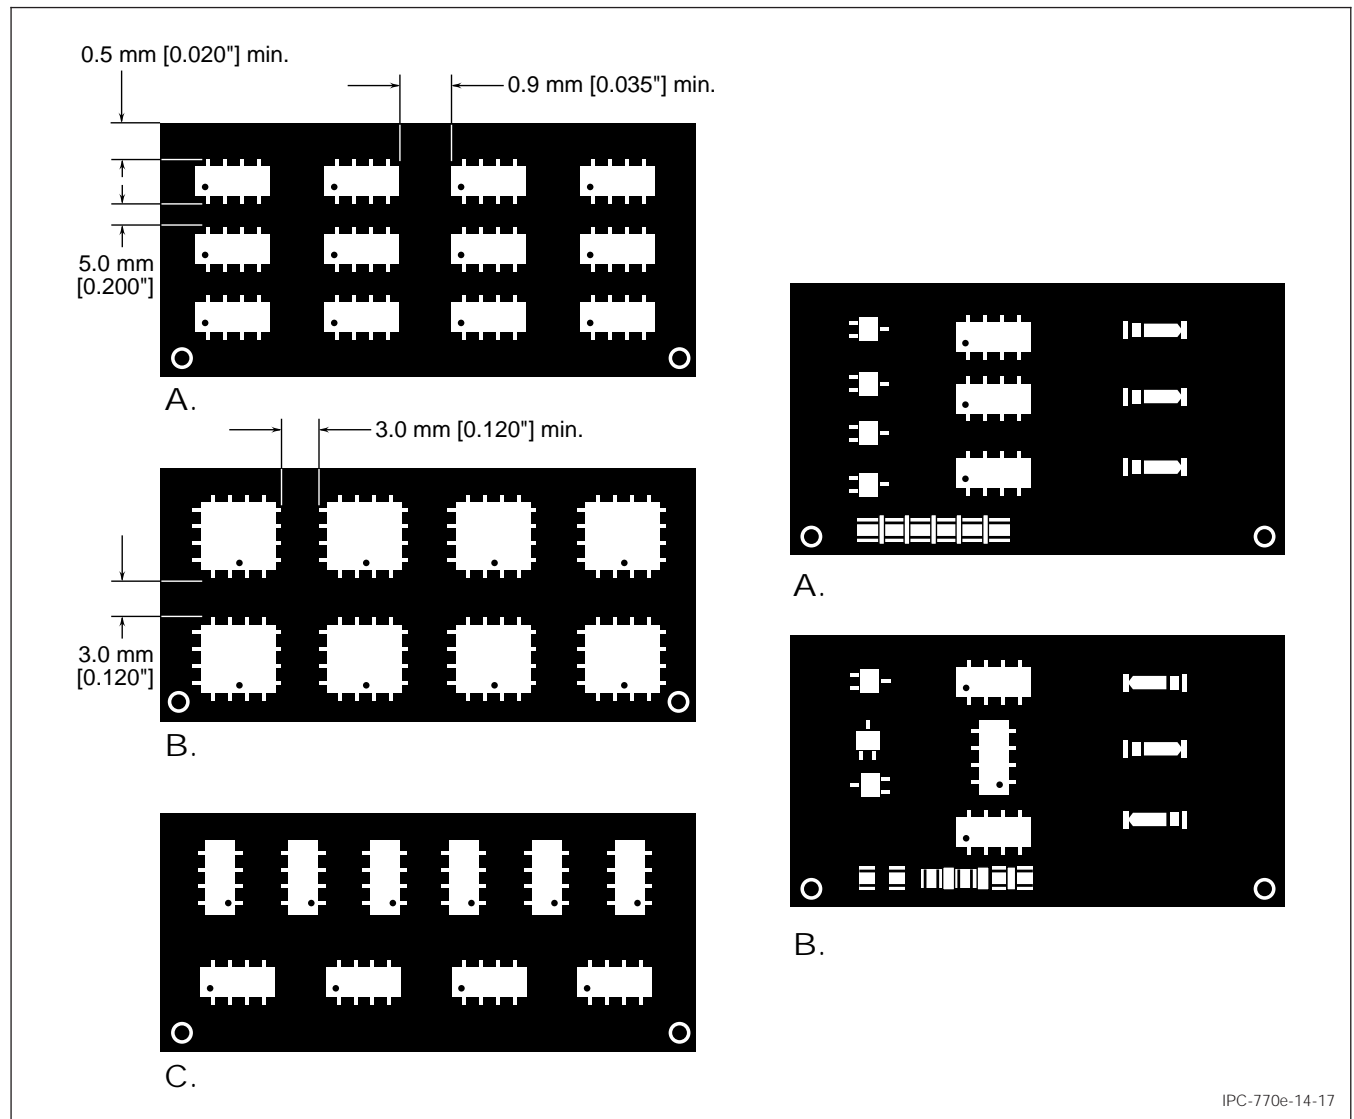 0.5 mm [0.020"] min.
0.9 mm [0.035"] min.
5.0 mm
[0.200"]
A.
3.0 mm [0.120"] min.
3.0 mm
[0.120"]
B.
C.
A.
B.
IPC-770e-14-17